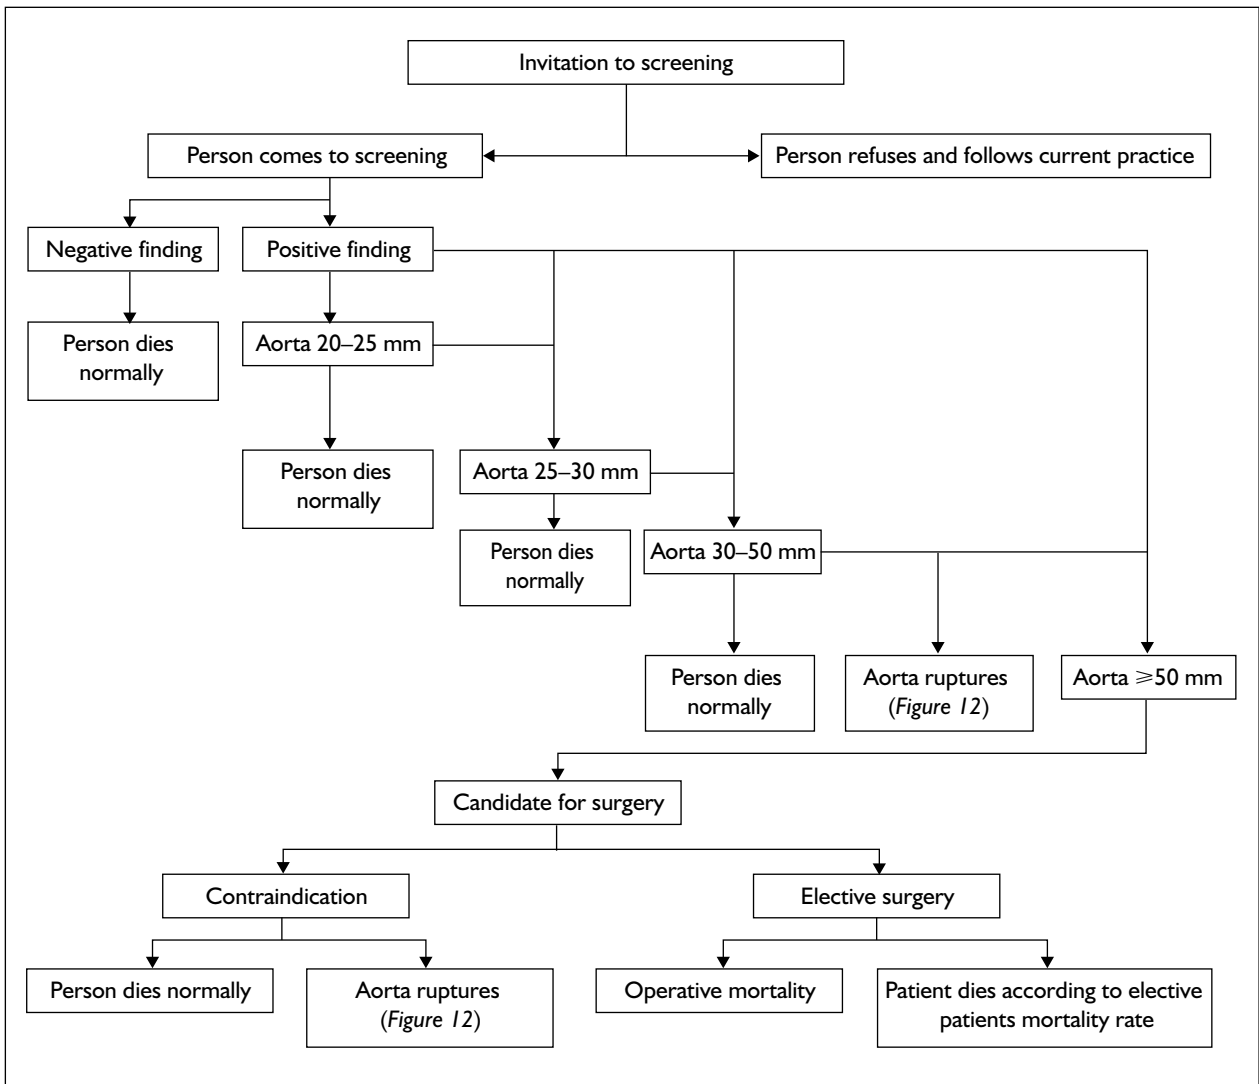 Invitation to screening
Person comes to screening
Person refuses and follows current practice
Negative finding
Positive finding
Person dies
normally
Aorta 20–25 mm
Person dies
normally
Aorta 25–30 mm
Person dies
normally
Aorta 30–50 mm
Person dies
normally
Aorta ruptures
(Figure 12)
Aorta ⩾50 mm
Candidate for surgery
Contraindication
Elective surgery
Person dies normally
Aorta ruptures
(Figure 12)
Operative mortality
Patient dies according to elective
patients mortality rate